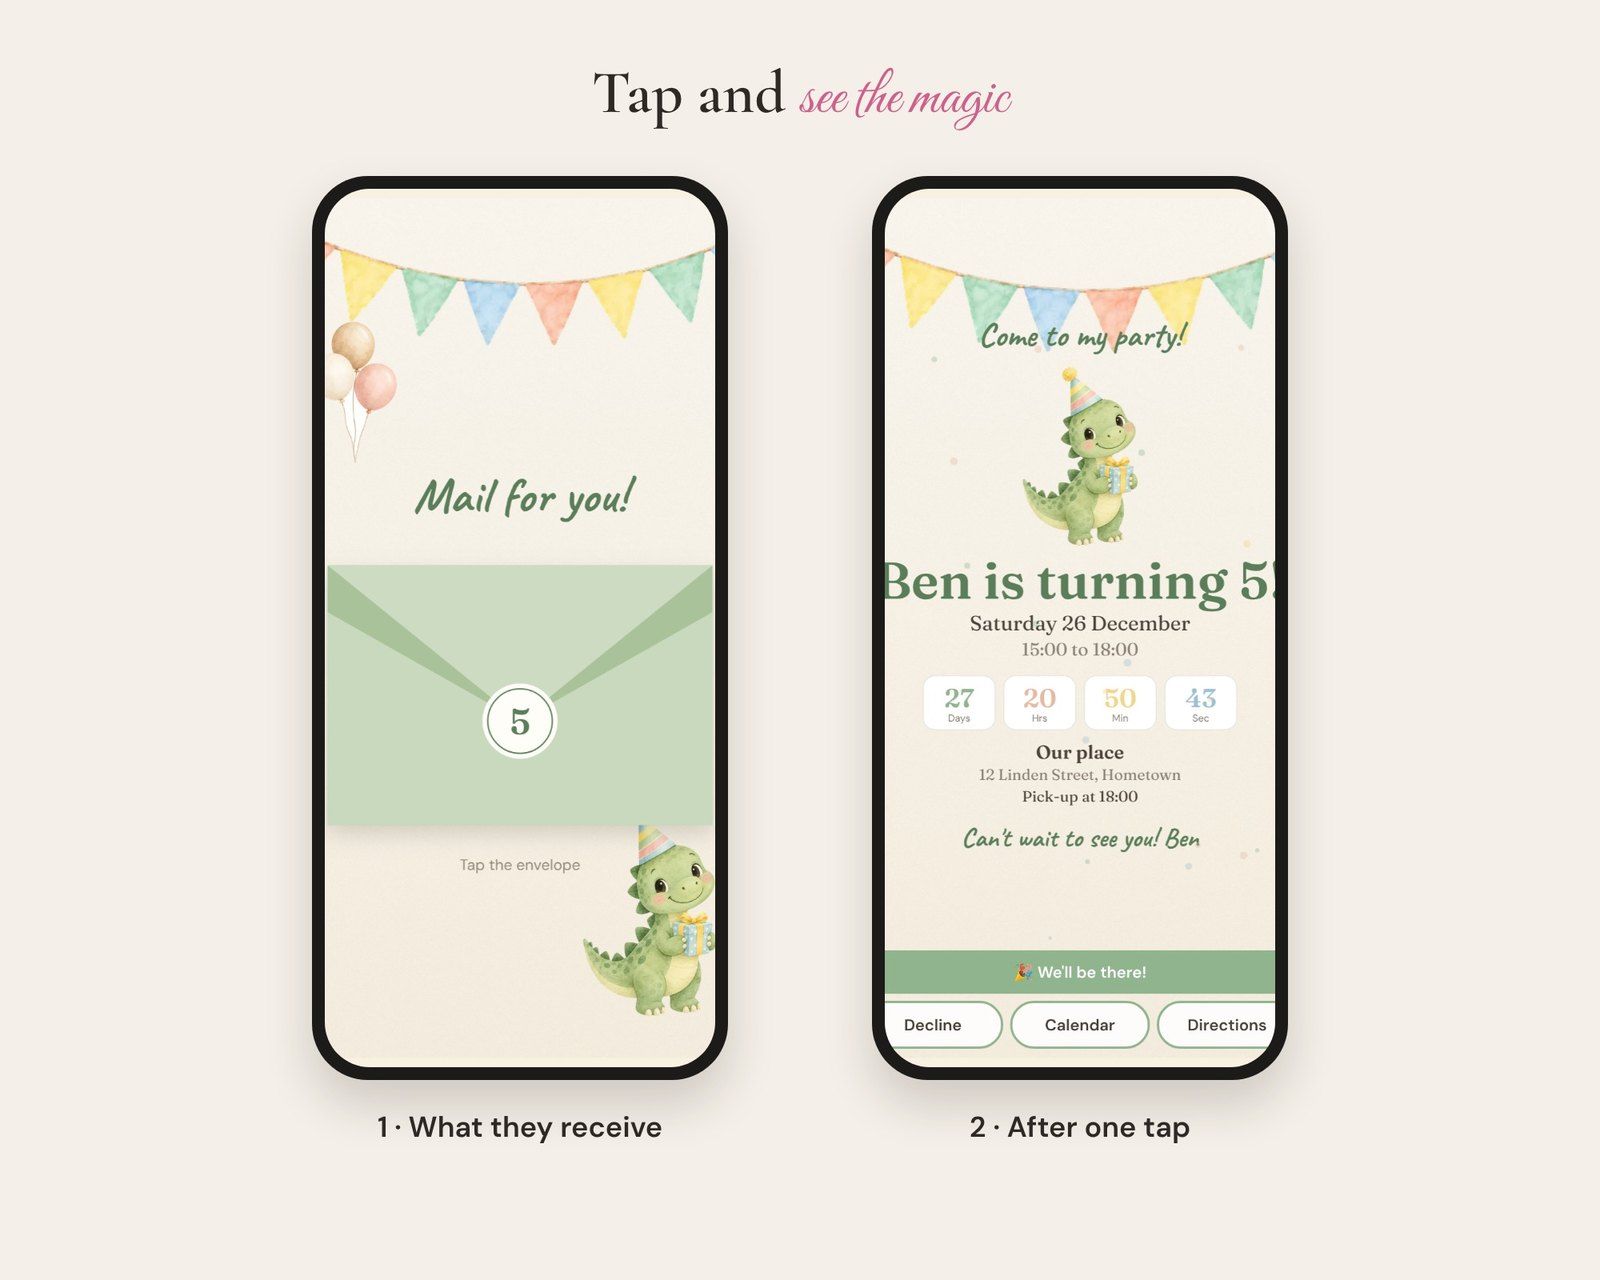 Tap and see the magic
Mail for you!
5
Tap the envelope
1 · What they receive
Come to my party!
Ben is turning 5!
Saturday 26 December
15:00 to 18:00
27 20 50 43
Days Hrs Min Sec
Our place
12 Linden Street, Hometown
Pick-up at 18:00
Can't wait to see you! Ben
🎉 We'll be there!
Decline Calendar Directions
2 · After one tap